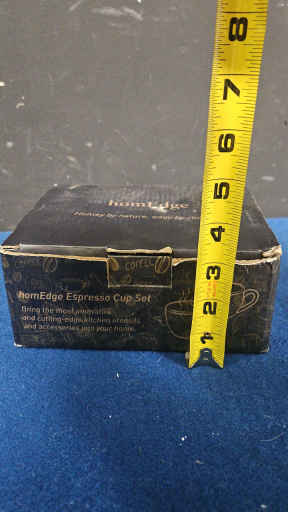 homEdge
homEdge Espresso Cup Set
Bring the most innovative
and cutting-edge kitchen utensils
and accessories into your home.
COFFEE
8
7
6
5
4
3
2
1